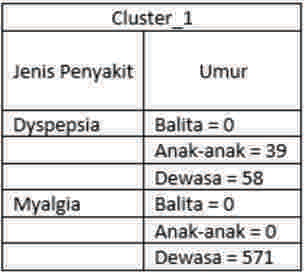 Cluster_1
Jenis Penyakit Umur
Dyspepsia Balita = 0
Anak-anak = 39
Dewasa = 58
Myalgia Balita = 0
Anak-anak = 0
Dewasa = 571